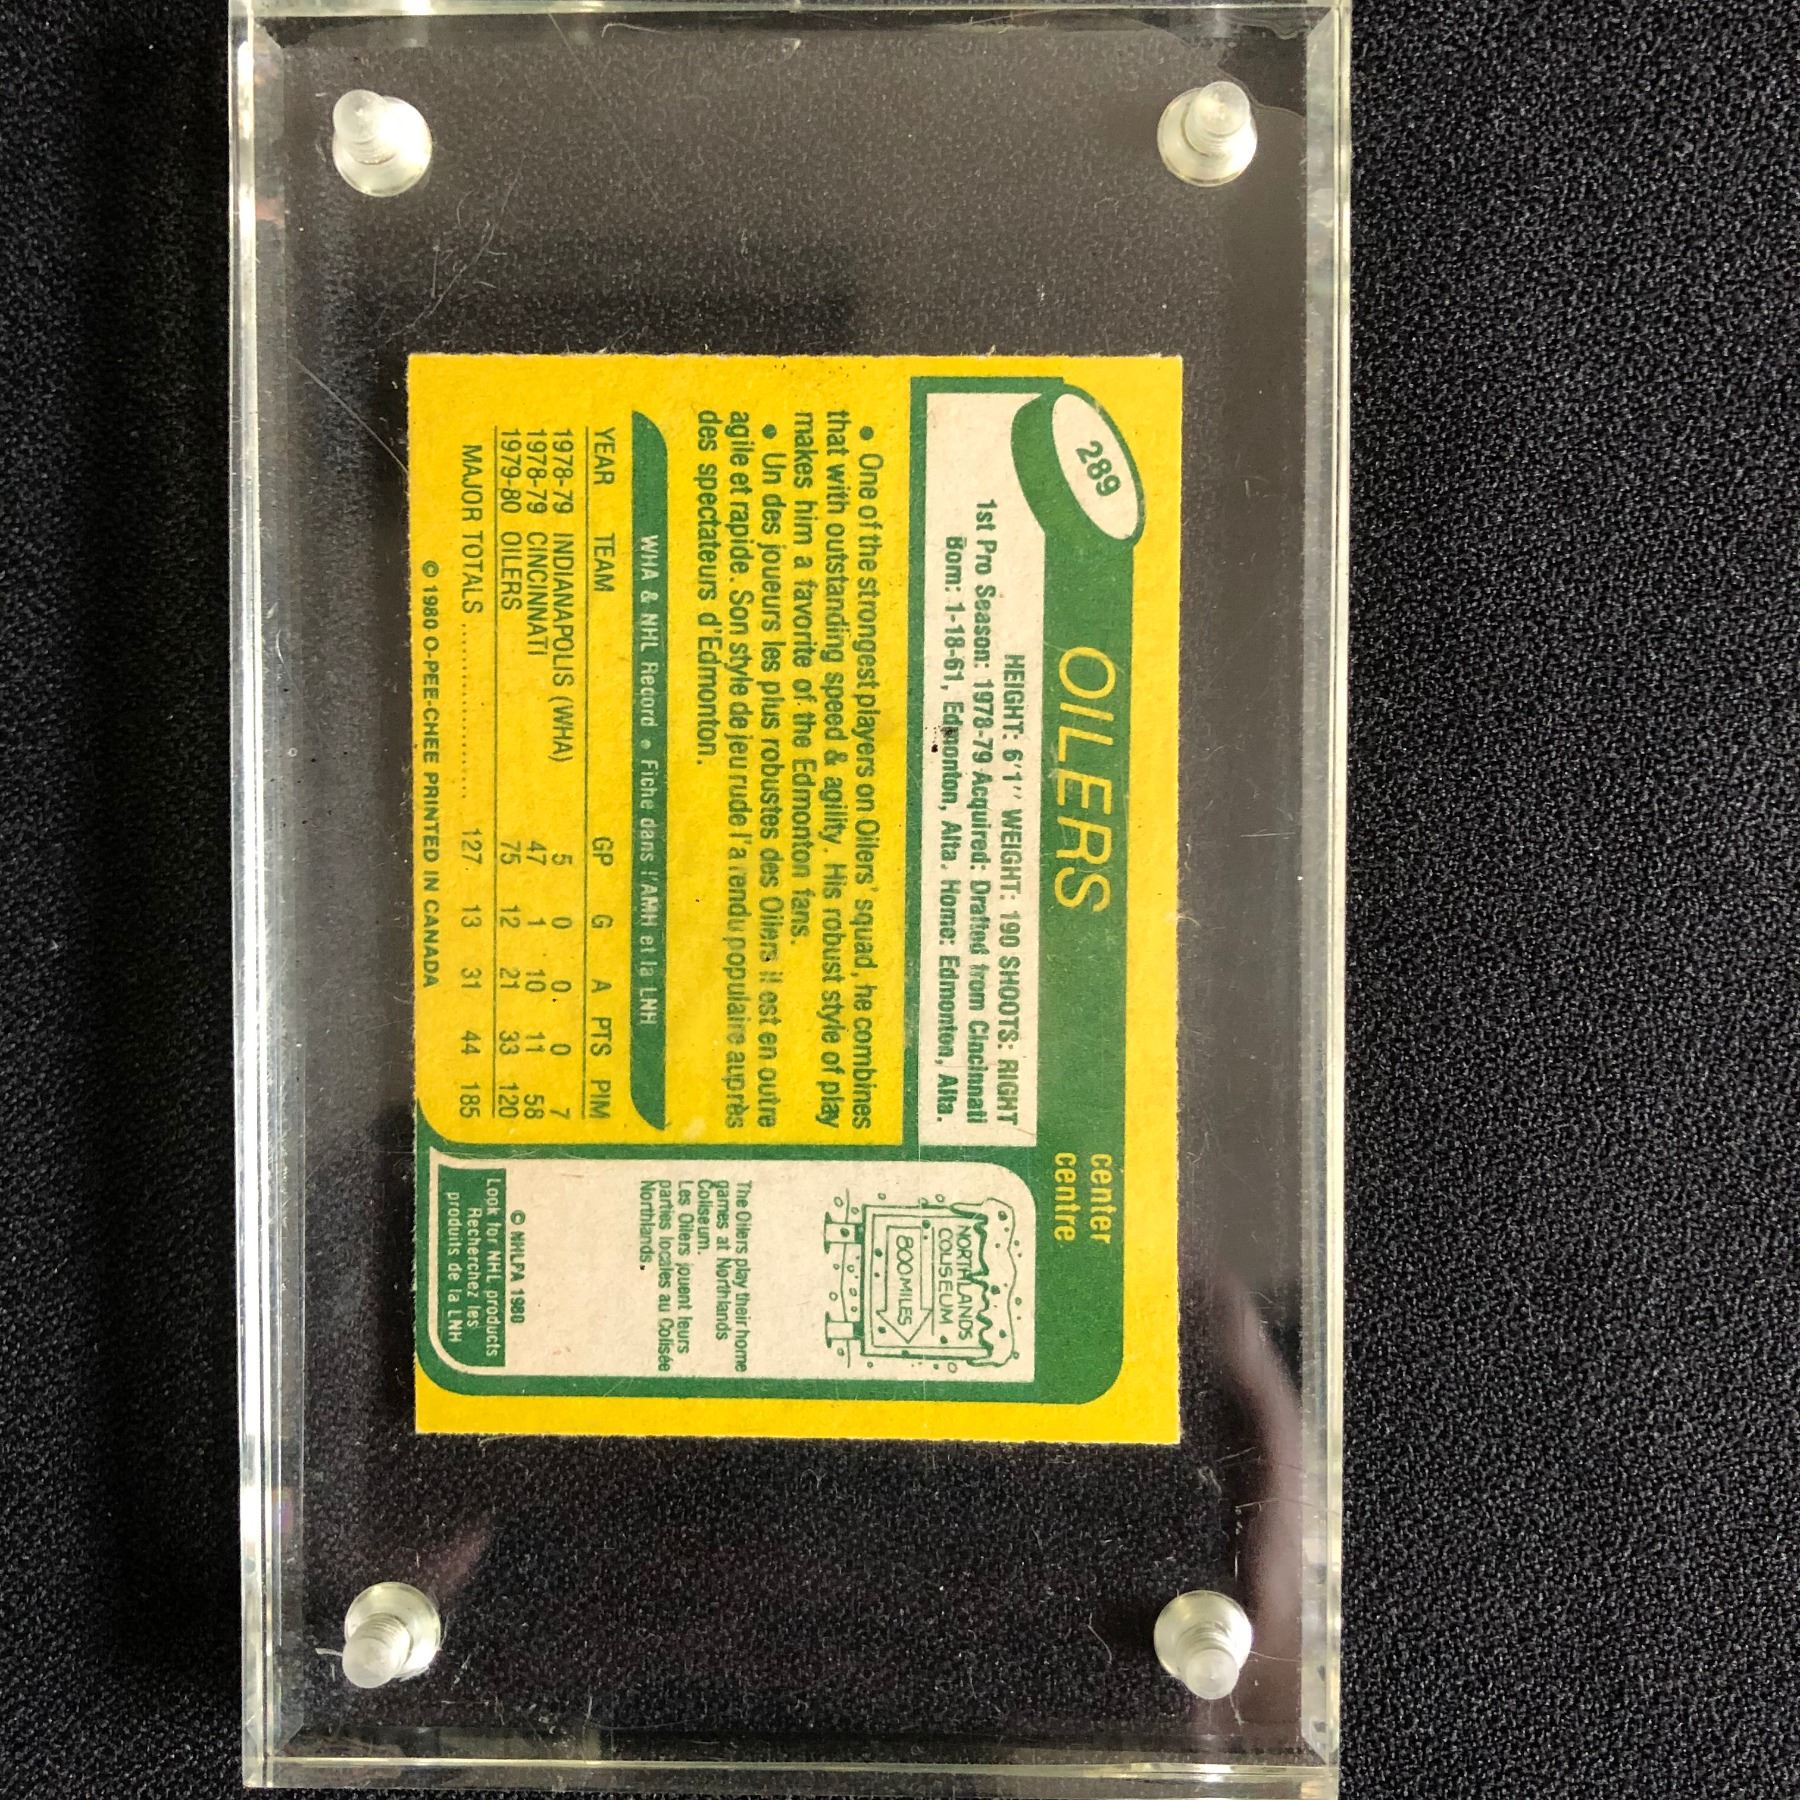 289
OILERS
center
centre
HEIGHT: 6'1" WEIGHT: 190 SHOOTS: RIGHT
1st Pro Season: 1978-79 Acquired: Drafted from Cincinnati
Born: 1-18-61, Edmonton, Alta. Home: Edmonton, Alta.
• One of the strongest players on Oilers' squad, he combines
that with outstanding speed & agility. His robust style of play
makes him a favorite of the Edmonton fans.
• Un des joueurs les plus robustes des Oilers il est en outre
agile et rapide. Son style de jeu rude l'a rendu populaire auprès
des spectateurs d'Edmonton.
WHA & NHL Record • Fiche dans l'AMH et la LNH
YEAR TEAM GP G A PTS PIM
1978-79 INDIANAPOLIS (WHA) 5 0 0 0 7
1978-79 CINCINNATI 47 1 10 11 58
1979-80 OILERS 75 12 21 33 120
MAJOR TOTALS .................... 127 13 31 44 185
© 1980 O-PEE-CHEE PRINTED IN CANADA
NORTHLANDS
COLISEUM
800 MILES
The Oilers play their home
games at Northlands
Coliseum.
Les Oilers jouent leurs
parties locales au Colisée
Northlands.
© NHLPA 1980
Look for NHL products
Recherchez les
produits de la LNH